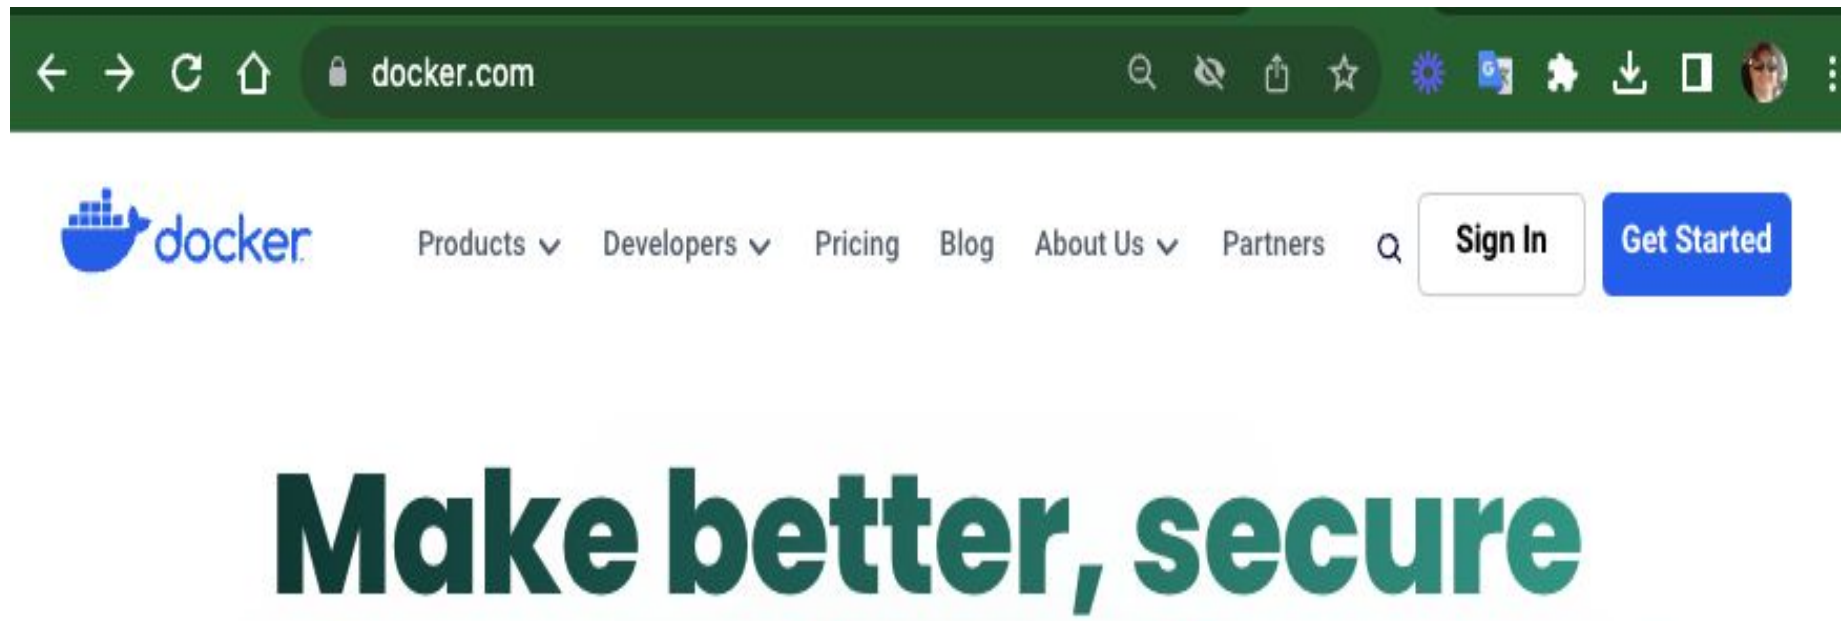 docker.com
docker
Products Developers Pricing Blog About Us Partners Sign In Get Started
Make better, secure